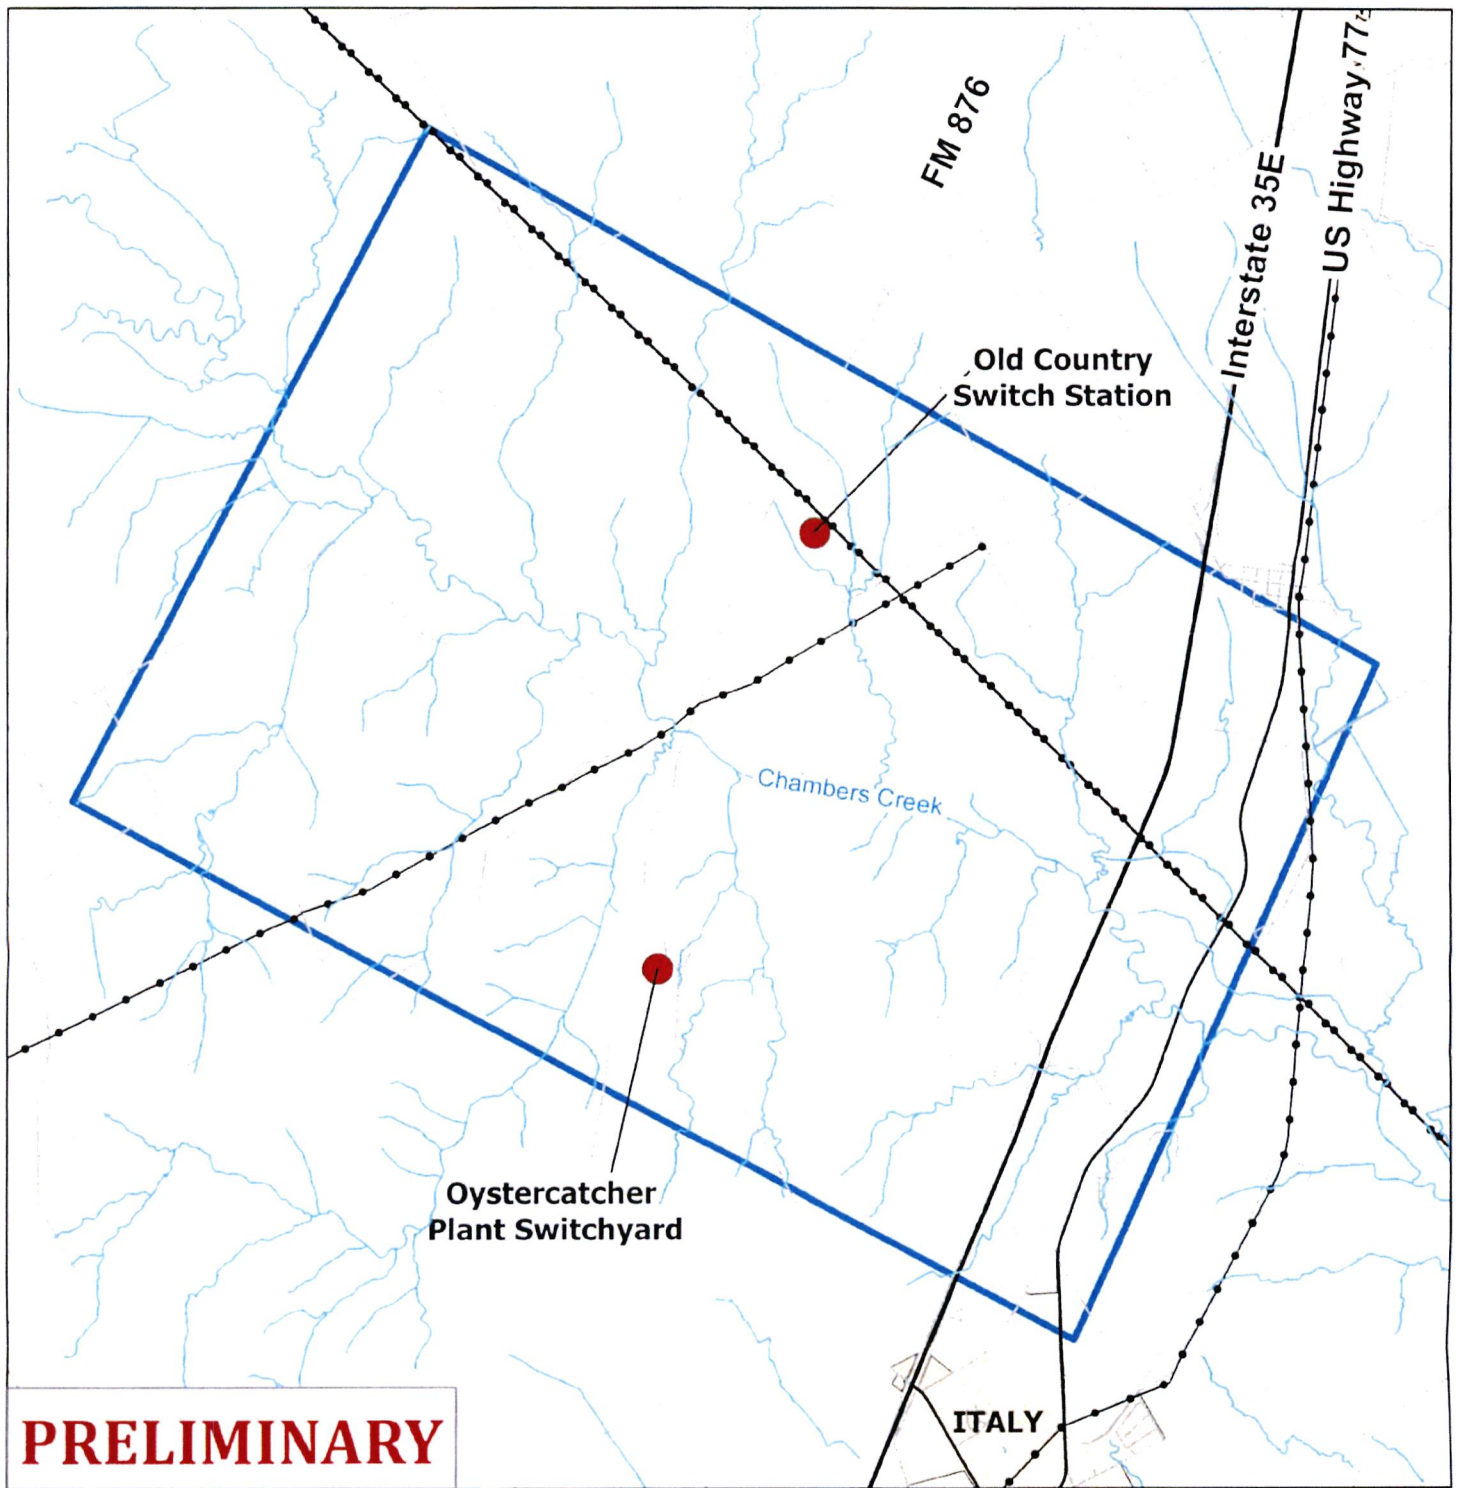 FM 876
Interstate 35E
US Highway 77
Old Country
Switch Station
Chambers Creek
Oystercatcher
Plant Switchyard
ITALY
PRELIMINARY